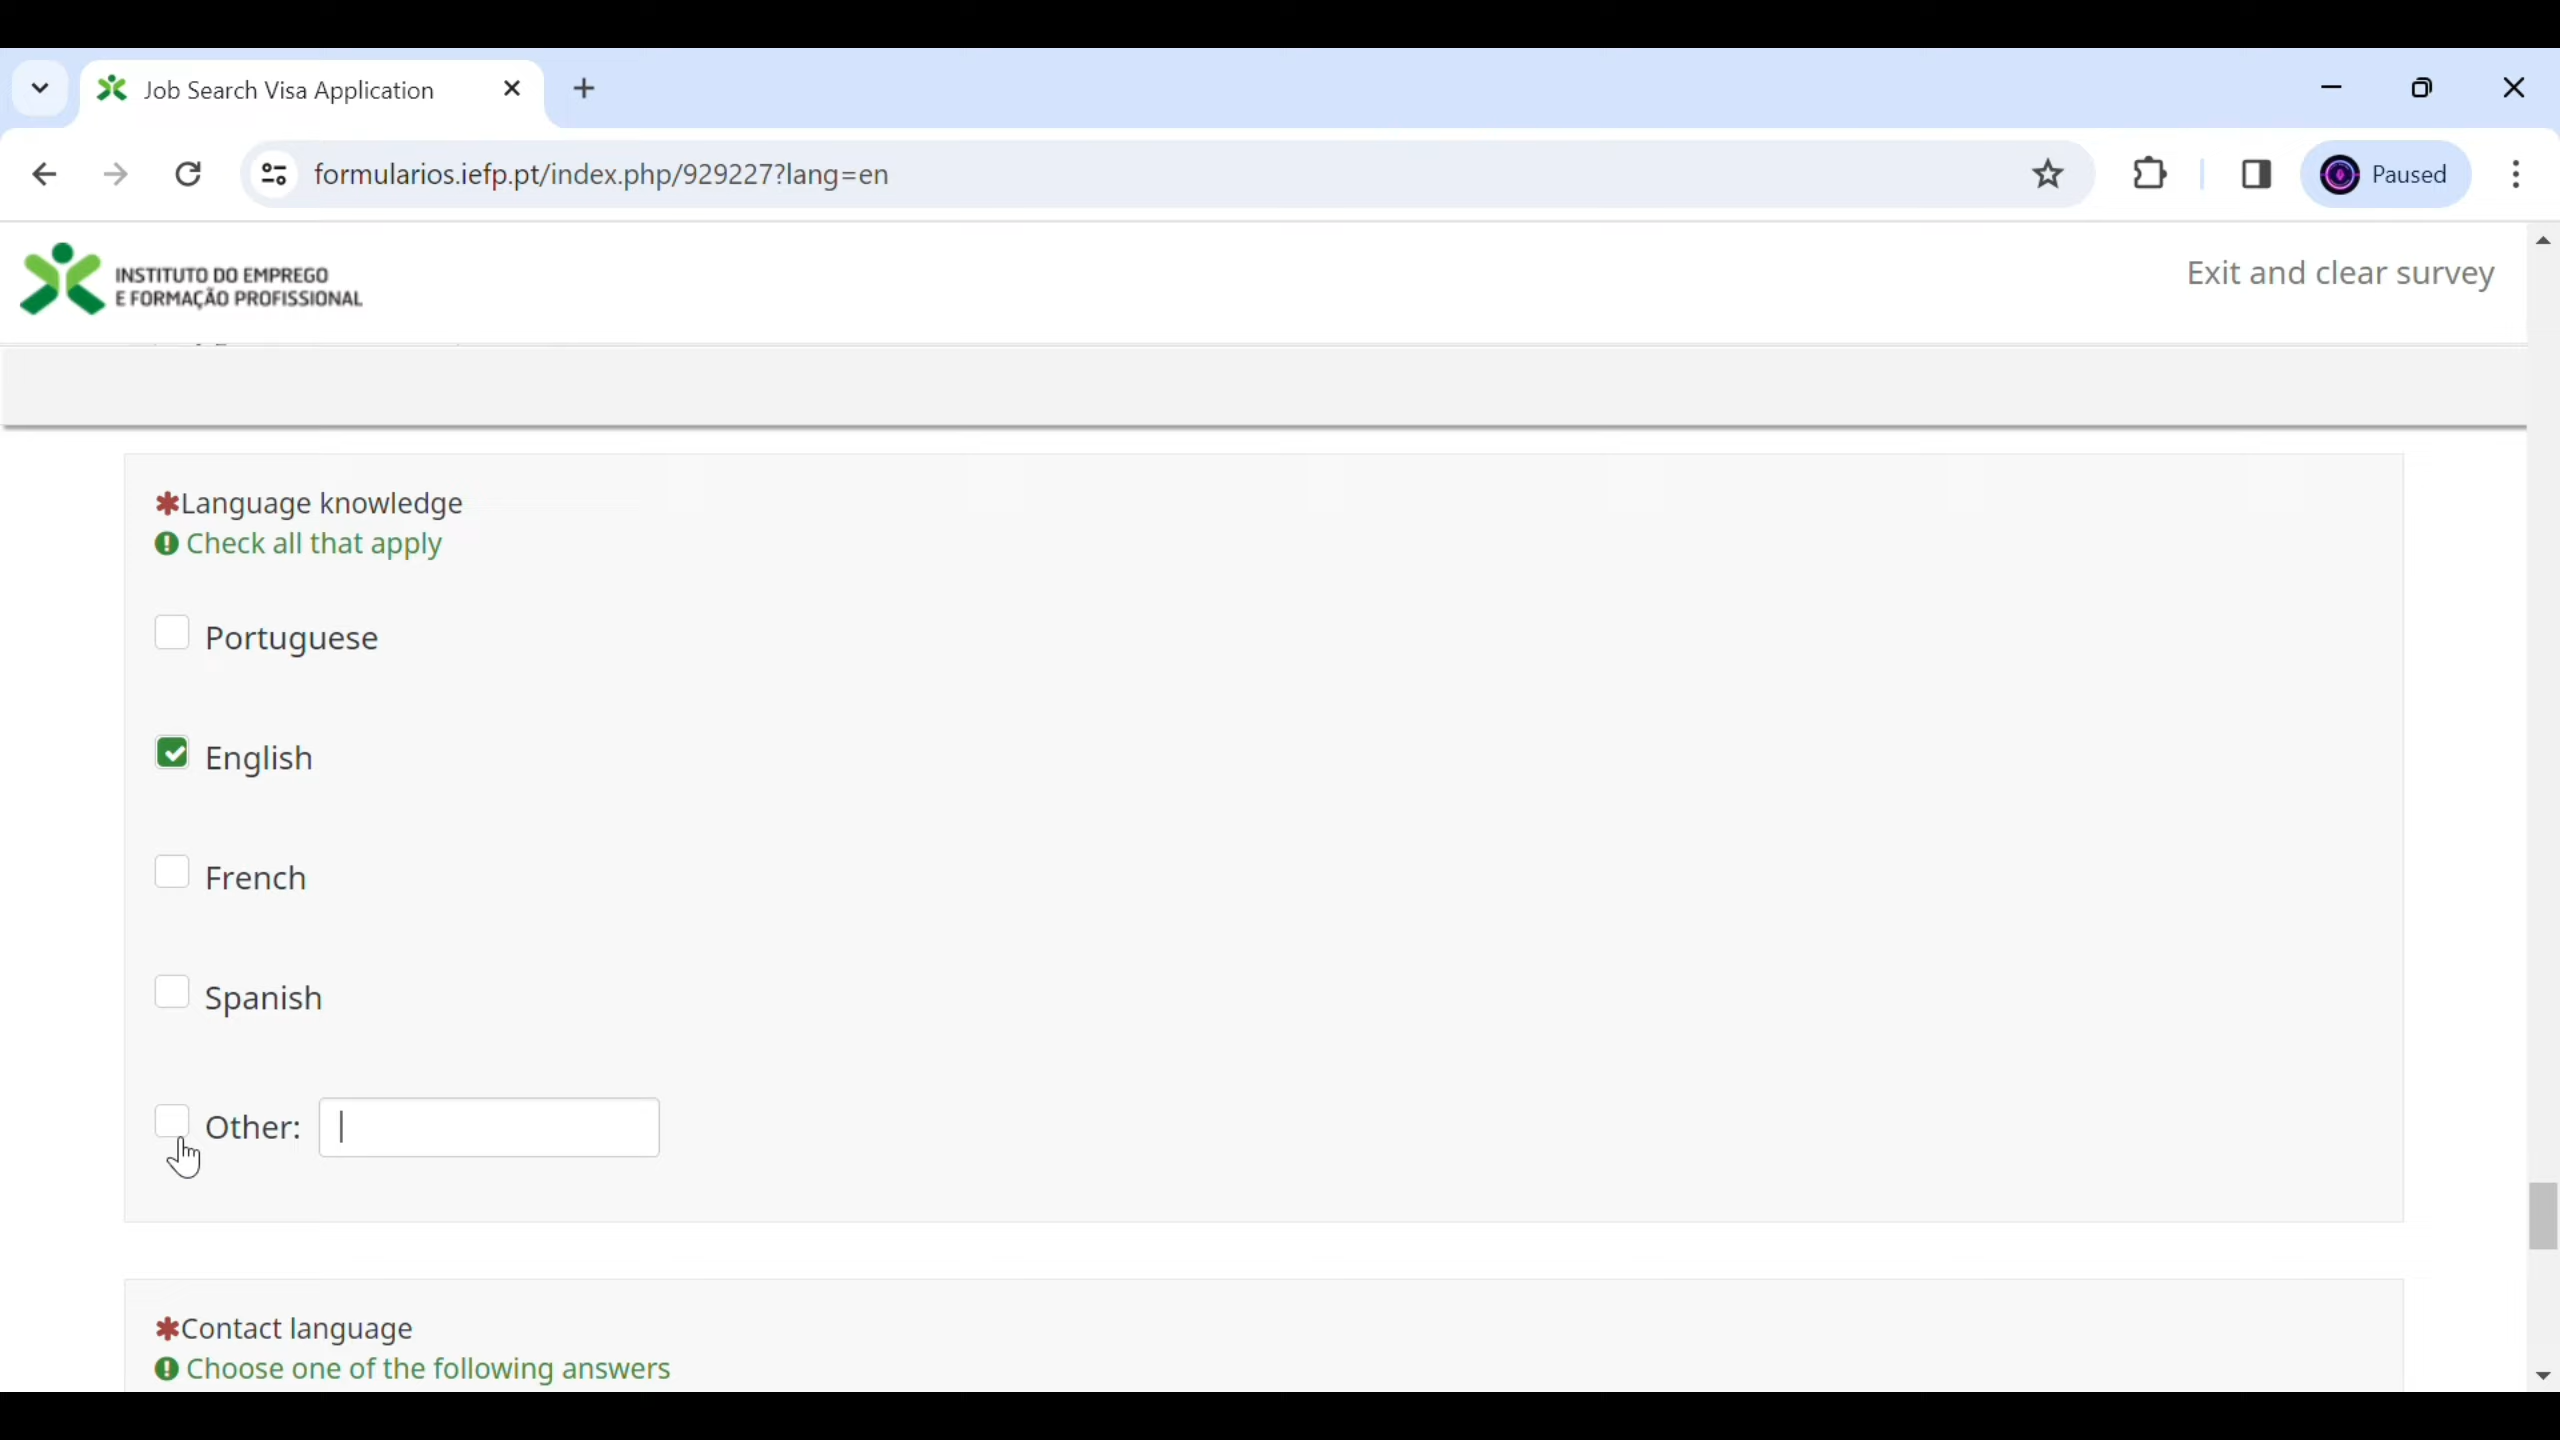 Job Search Visa Application
formularios.iefp.pt/index.php/929227?lang=en
Paused
INSTITUTO DO EMPREGO
E FORMAÇÃO PROFISSIONAL
Exit and clear survey
Language knowledge
Check all that apply
Portuguese
English
French
Spanish
Other:
Contact language
Choose one of the following answers